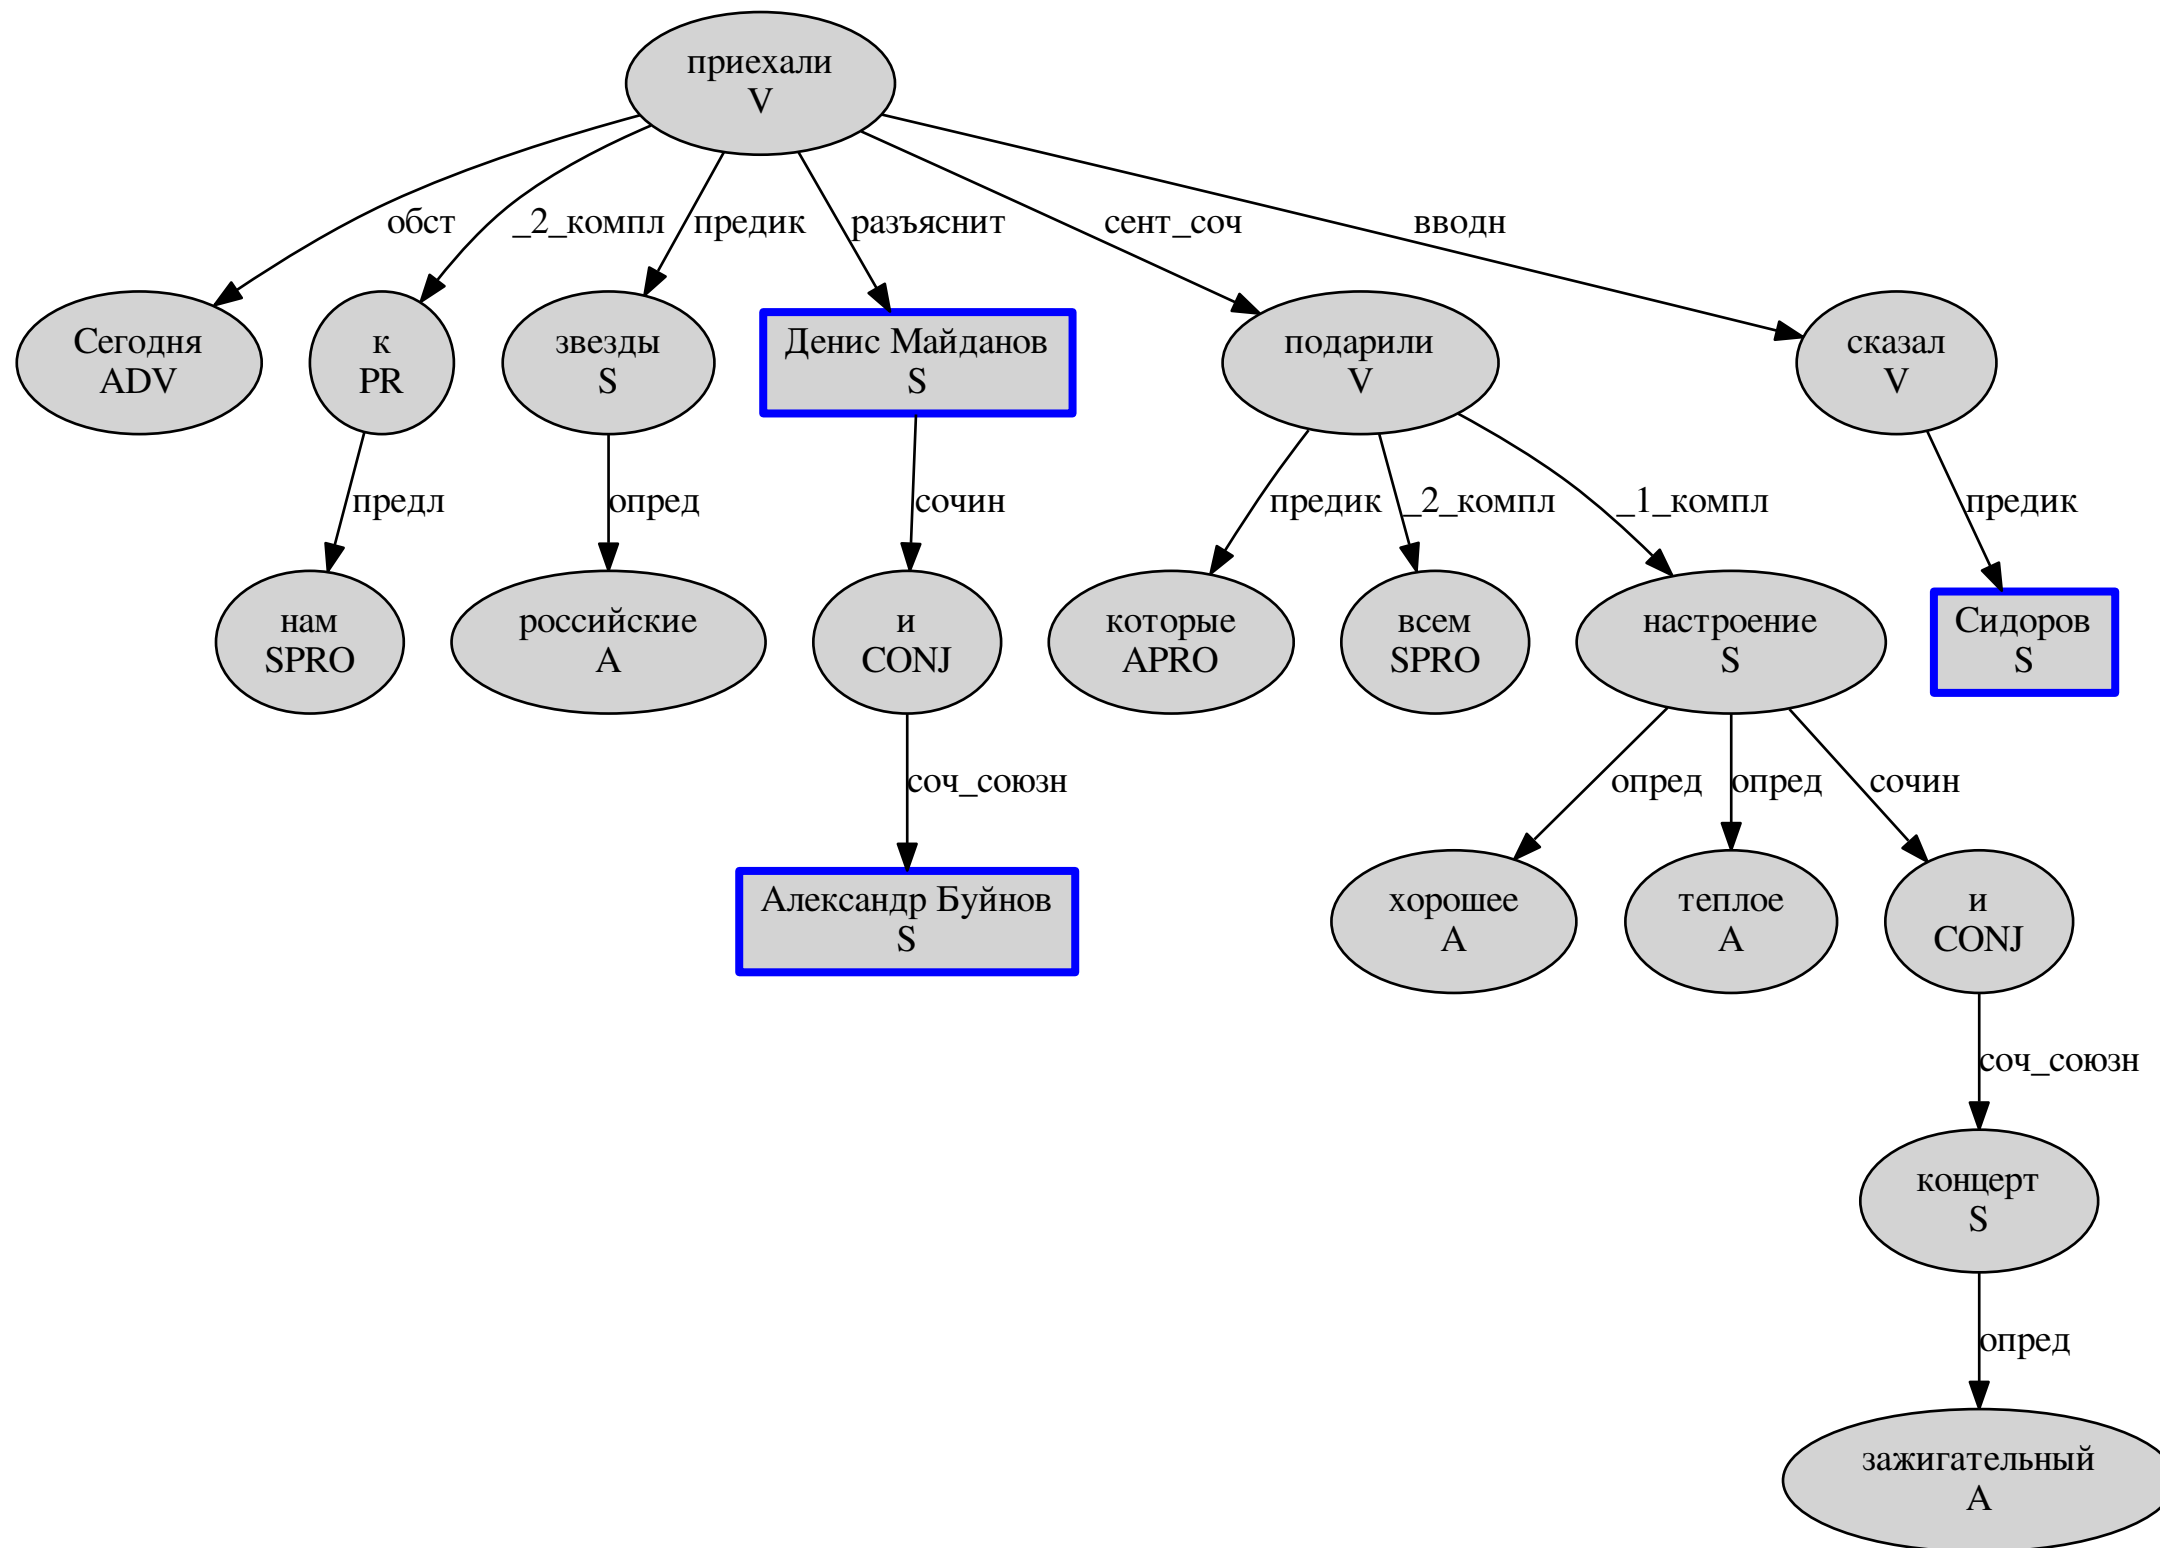 приехали
V
обст
_2_компл
предик
разъяснит
сент_соч
вводн
Сегодня
ADV
к
PR
звезды
S
Денис Майданов
S
подарили
V
сказал
V
предл
опред
сочин
предик
_2_компл
_1_компл
предик
нам
SPRO
российские
A
и
CONJ
которые
APRO
всем
SPRO
настроение
S
Сидоров
S
соч_союзн
опред
опред
сочин
Александр Буйнов
S
хорошее
A
теплое
A
и
CONJ
соч_союзн
концерт
S
опред
зажигательный
A